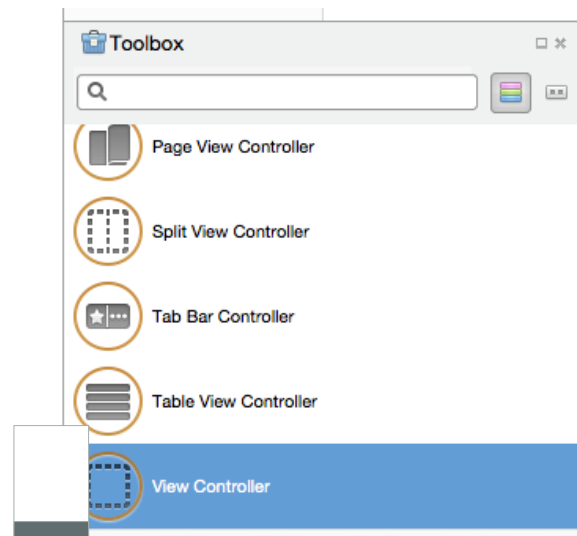 Toolbox
Page View Controller
Split View Controller
Tab Bar Controller
Table View Controller
View Controller